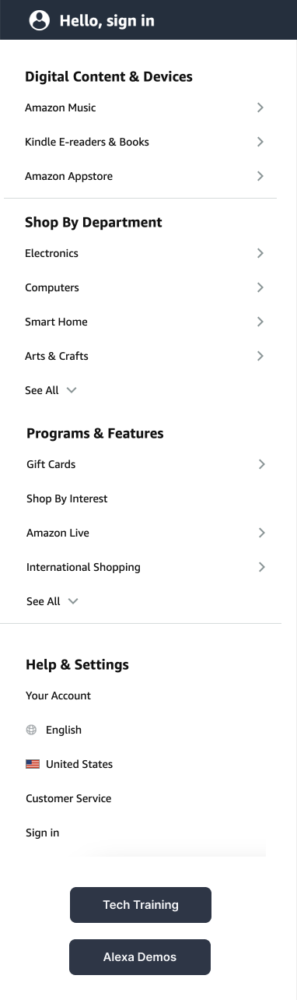 Hello, sign in
Digital Content & Devices
Amazon Music
Kindle E-readers & Books
Amazon Appstore
Shop By Department
Electronics
Computers
Smart Home
Arts & Crafts
See All
Programs & Features
Gift Cards
Shop By Interest
Amazon Live
International Shopping
See All
Help & Settings
Your Account
English
United States
Customer Service
Sign in
Tech Training
Alexa Demos